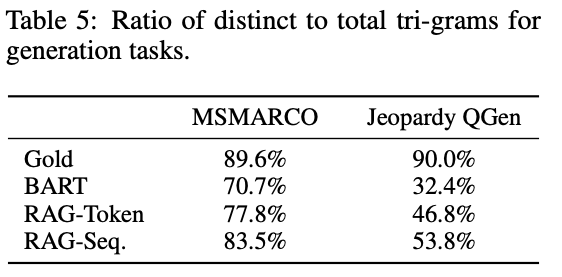 Table 5: Ratio of distinct to total tri-grams for
generation tasks.
MSMARCO Jeopardy QGen
Gold 89.6% 90.0%
BART 70.7% 32.4%
RAG-Token 77.8% 46.8%
RAG-Seq. 83.5% 53.8%